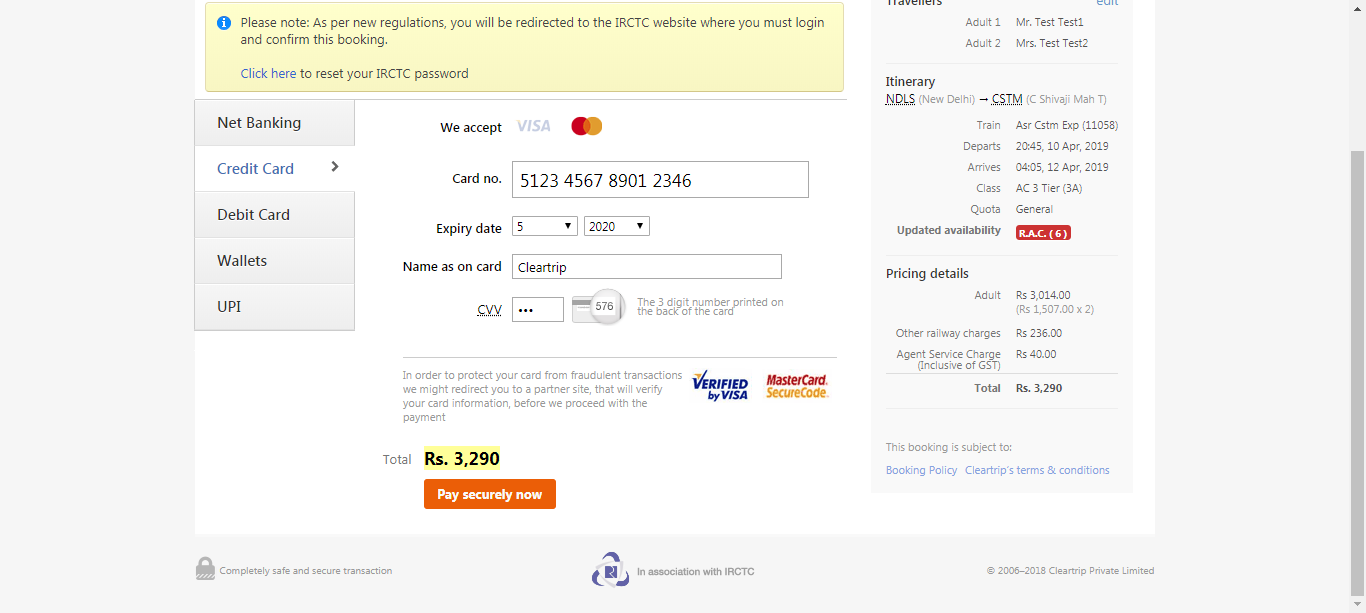 Please note: As per new regulations, you will be redirected to the IRCTC website where you must login
and confirm this booking.
Click here to reset your IRCTC password
Net Banking
Credit Card
Debit Card
Wallets
UPI
We accept VISA
Card no. 5123 4567 8901 2346
Expiry date 5 2020
Name as on card Cleartrip
CVV ••• 576 The 3 digit number printed on
the back of the card
In order to protect your card from fraudulent transactions
we might redirect you to a partner site, that will verify
your card information, before we proceed with the
payment
VERIFIED
by VISA
MasterCard.
SecureCode.
Total Rs. 3,290
Pay securely now
Travellers edit
Adult 1 Mr. Test Test1
Adult 2 Mrs. Test Test2
Itinerary
NDLS (New Delhi) → CSTM (C Shivaji Mah T)
Train Asr Cstm Exp (11058)
Departs 20:45, 10 Apr, 2019
Arrives 04:05, 12 Apr, 2019
Class AC 3 Tier (3A)
Quota General
Updated availability R.A.C. ( 6 )
Pricing details
Adult Rs 3,014.00
(Rs 1,507.00 x 2)
Other railway charges Rs 236.00
Agent Service Charge Rs 40.00
(Inclusive of GST)
Total Rs. 3,290
This booking is subject to:
Booking Policy Cleartrip's terms & conditions
Completely safe and secure transaction
In association with IRCTC
© 2006–2018 Cleartrip Private Limited